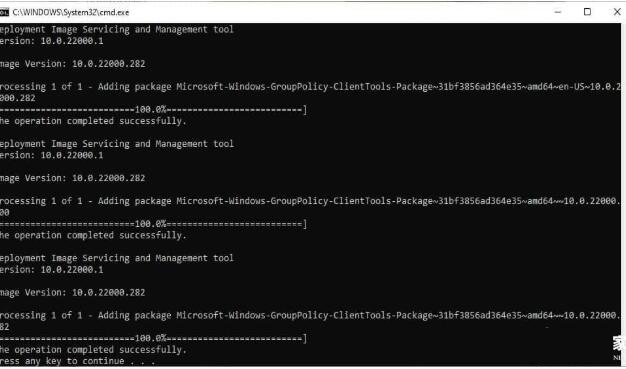 C:\WINDOWS\System32\cmd.exe
eployment Image Servicing and Management tool
ersion: 10.0.22000.1
mage Version: 10.0.22000.282
rocessing 1 of 1 - Adding package Microsoft-Windows-GroupPolicy-ClientTools-Package~31bf3856ad364e35~amd64~en-US~10.0.2
000.282
==========================100.0%==========================]
he operation completed successfully.
eployment Image Servicing and Management tool
ersion: 10.0.22000.1
mage Version: 10.0.22000.282
rocessing 1 of 1 - Adding package Microsoft-Windows-GroupPolicy-ClientTools-Package~31bf3856ad364e35~amd64~~10.0.22000.
00
==========================100.0%==========================]
he operation completed successfully.
eployment Image Servicing and Management tool
ersion: 10.0.22000.1
mage Version: 10.0.22000.282
rocessing 1 of 1 - Adding package Microsoft-Windows-GroupPolicy-ClientTools-Package~31bf3856ad364e35~amd64~~10.0.22000.
82
==========================100.0%==========================]
he operation completed successfully.
ress any key to continue . . .